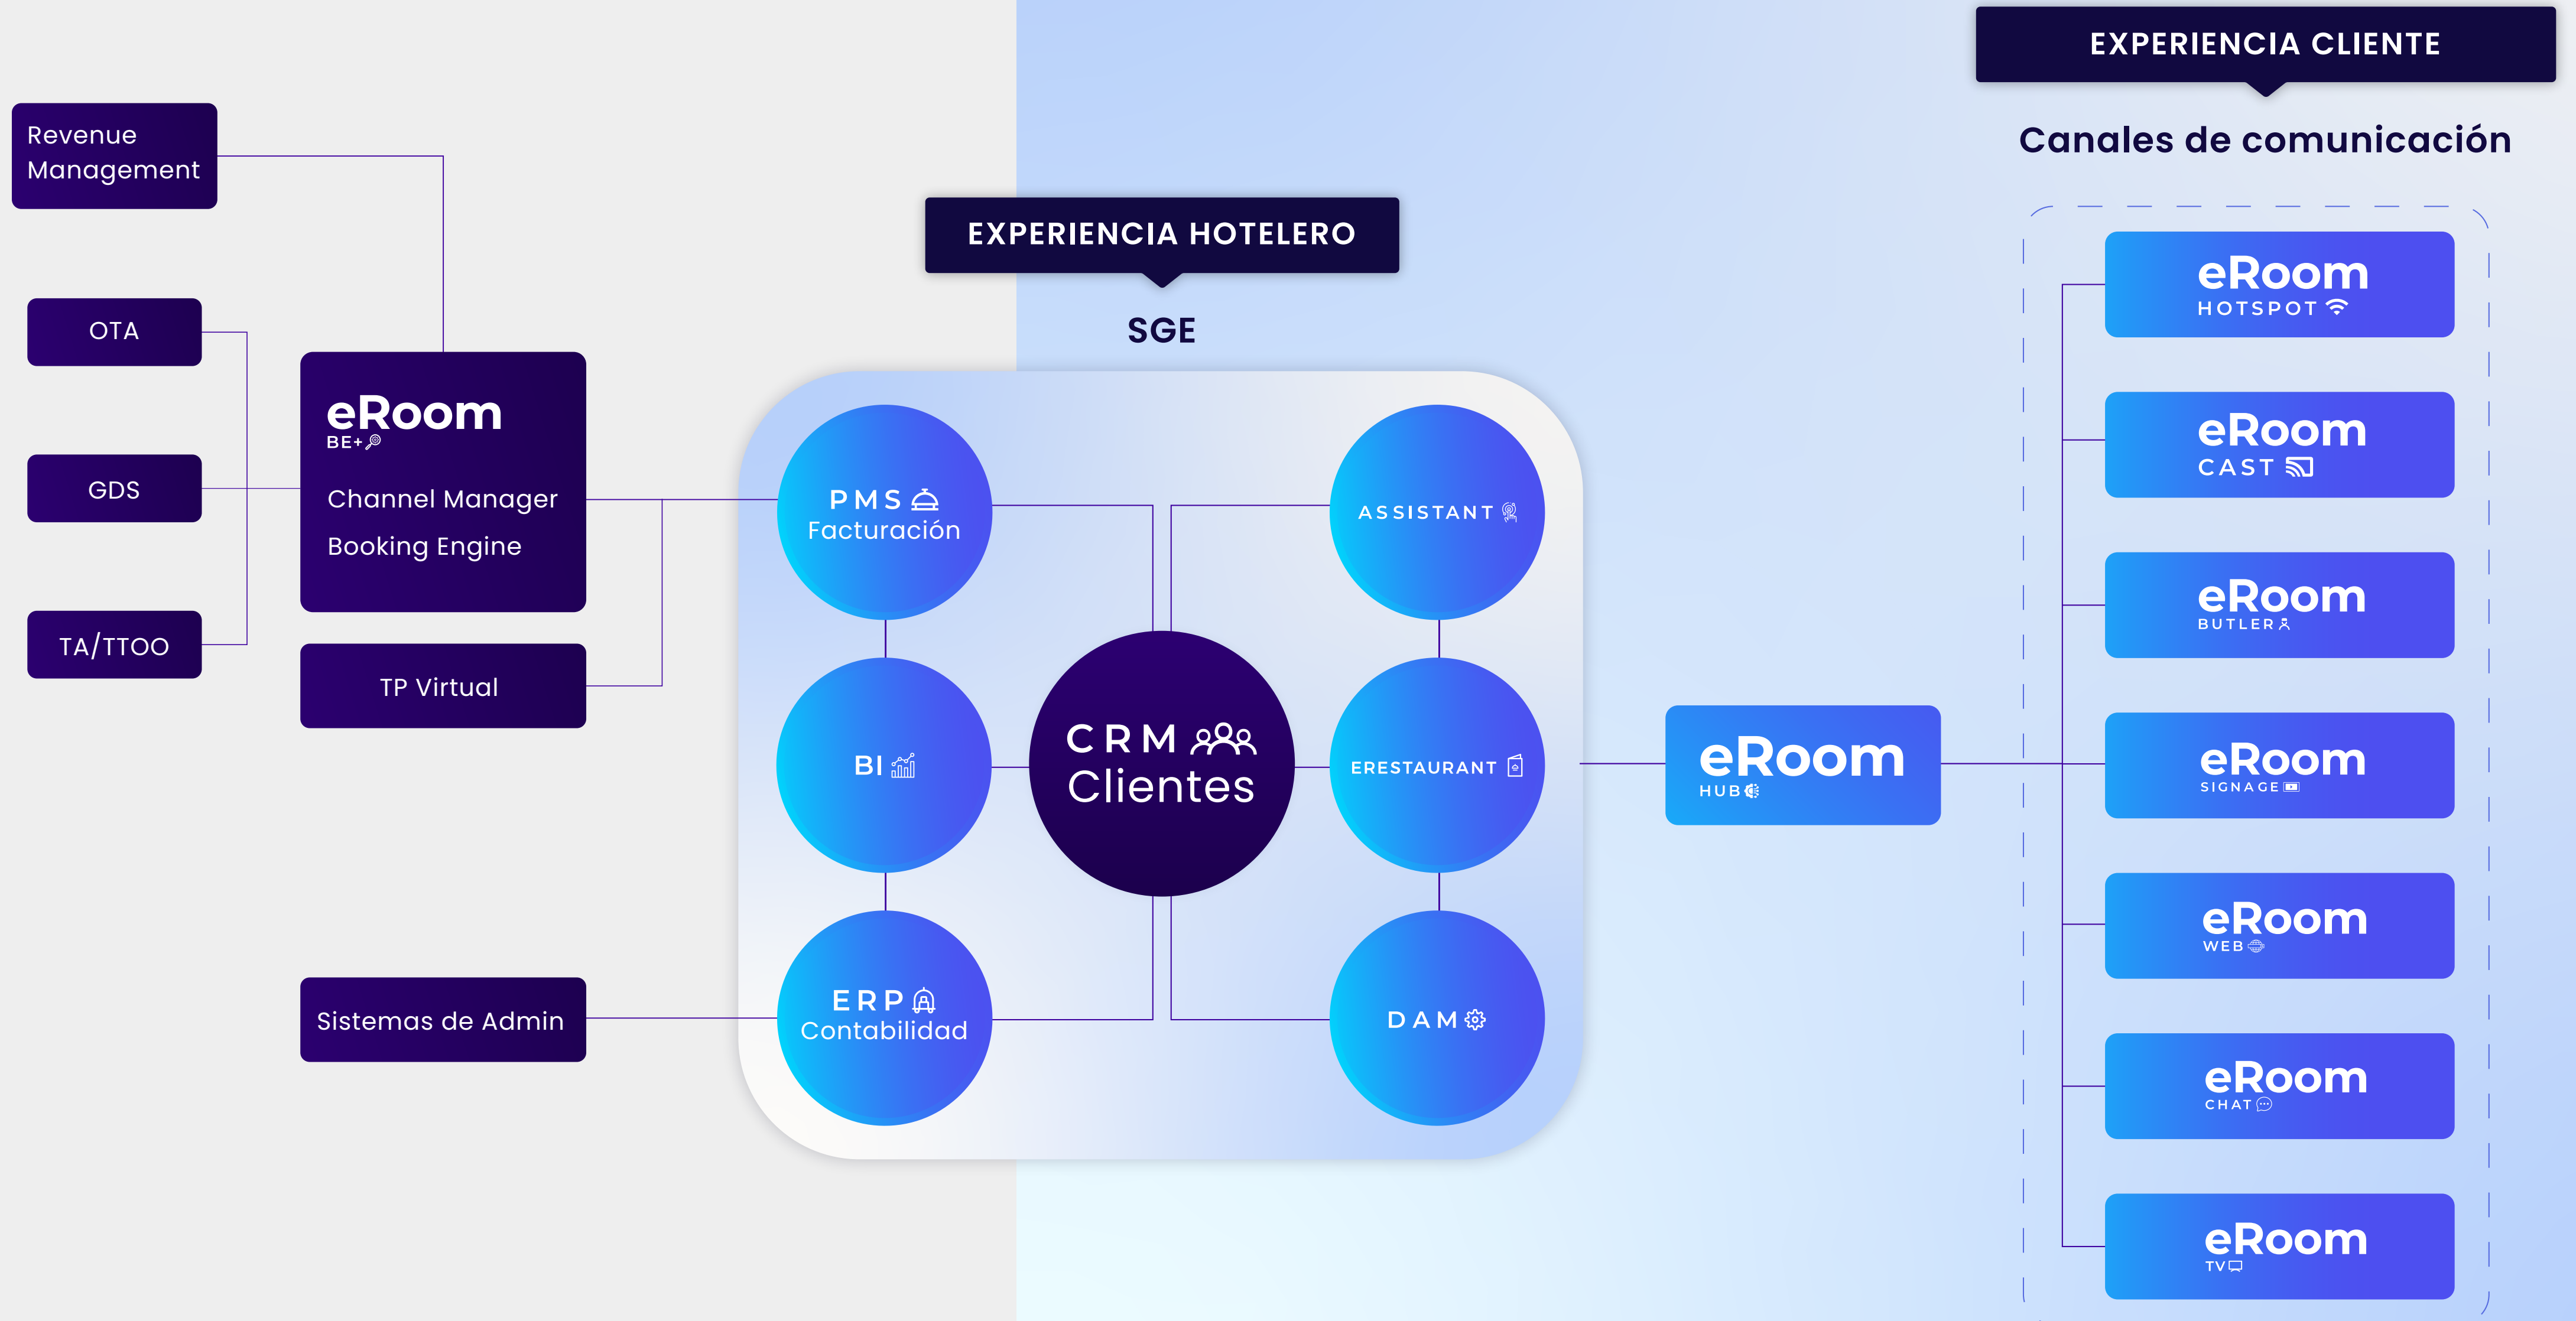 Revenue
Management
OTA
GDS
TA/TTOO
eRoom
BE+
Channel Manager
Booking Engine
TP Virtual
Sistemas de Admin
EXPERIENCIA HOTELERO
SGE
PMS
Facturación
BI
ERP
Contabilidad
CRM
Clientes
ASSISTANT
ERESTAURANT
DAM
eRoom
HUB
EXPERIENCIA CLIENTE
Canales de comunicación
eRoom
HOTSPOT
eRoom
CAST
eRoom
BUTLER
eRoom
SIGNAGE
eRoom
WEB
eRoom
CHAT
eRoom
TV